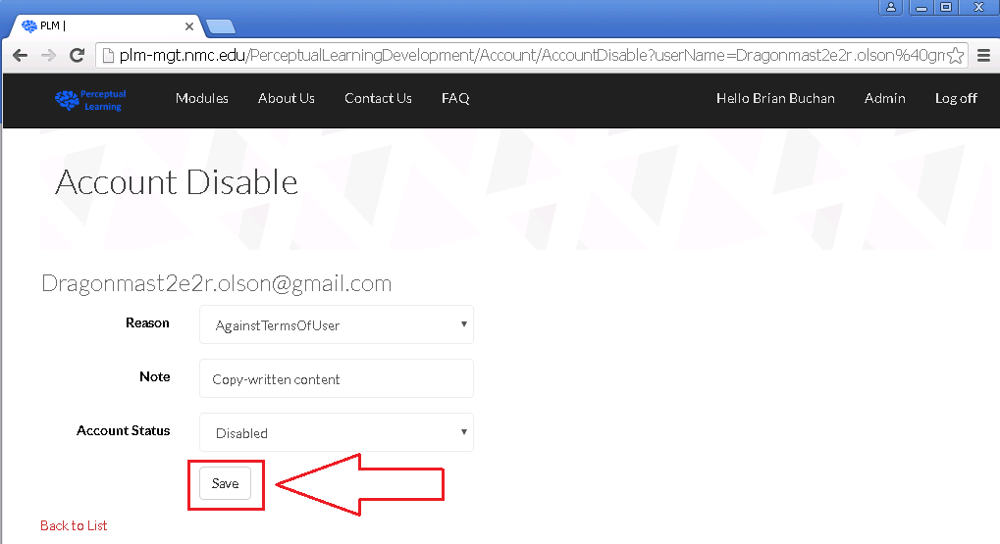 PLM |
plm-mgt.nmc.edu/PerceptualLearningDevelopment/Account/AccountDisable?userName=Dragonmast2e2r.olson%40gm
Perceptual Learning
Modules About Us Contact Us FAQ Hello Brian Buchan Admin Log off
Account Disable
Dragonmast2e2r.olson@gmail.com
Reason AgainstTermsOfUser
Note Copy-written content
Account Status Disabled
Save
Back to List